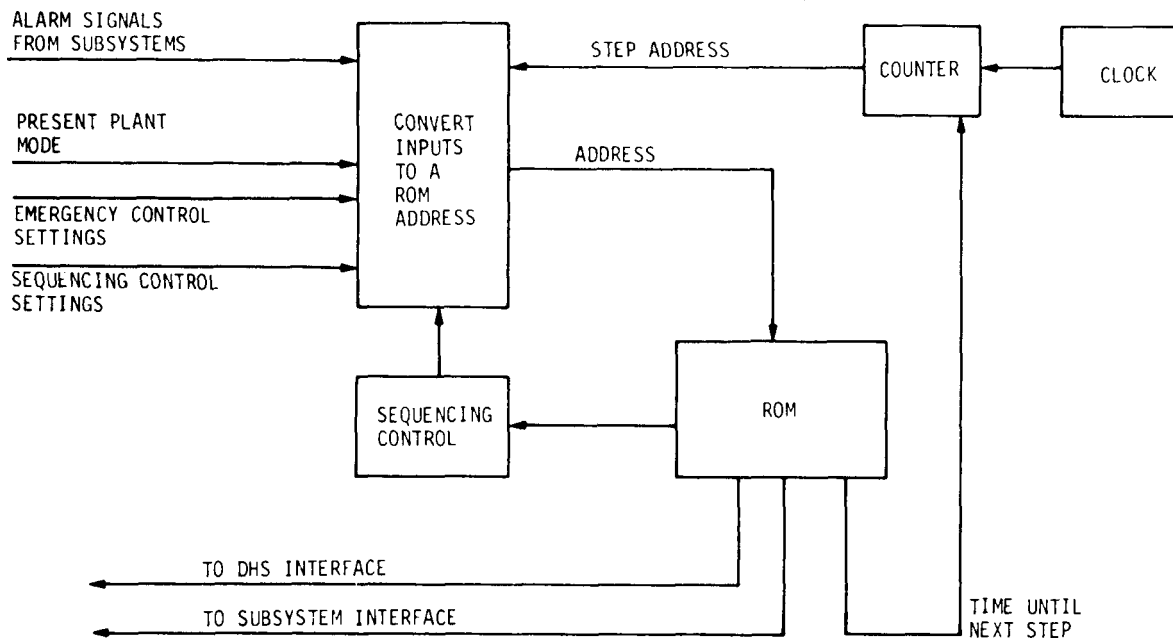 ALARM SIGNALS
FROM SUBSYSTEMS
STEP ADDRESS
COUNTER
CLOCK
PRESENT PLANT
MODE
CONVERT
INPUTS
TO A
ROM
ADDRESS
ADDRESS
EMERGENCY CONTROL
SETTINGS
SEQUENCING CONTROL
SETTINGS
SEQUENCING
CONTROL
ROM
TO DHS INTERFACE
TO SUBSYSTEM INTERFACE
TIME UNTIL
NEXT STEP